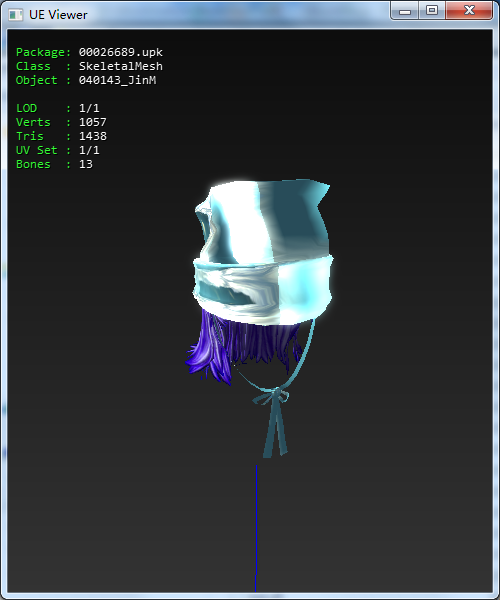 UE Viewer
Package: 00026689.upk
Class  : SkeletalMesh
Object : 040143_JinM
LOD    : 1/1
Verts  : 1057
Tris   : 1438
UV Set : 1/1
Bones  : 13